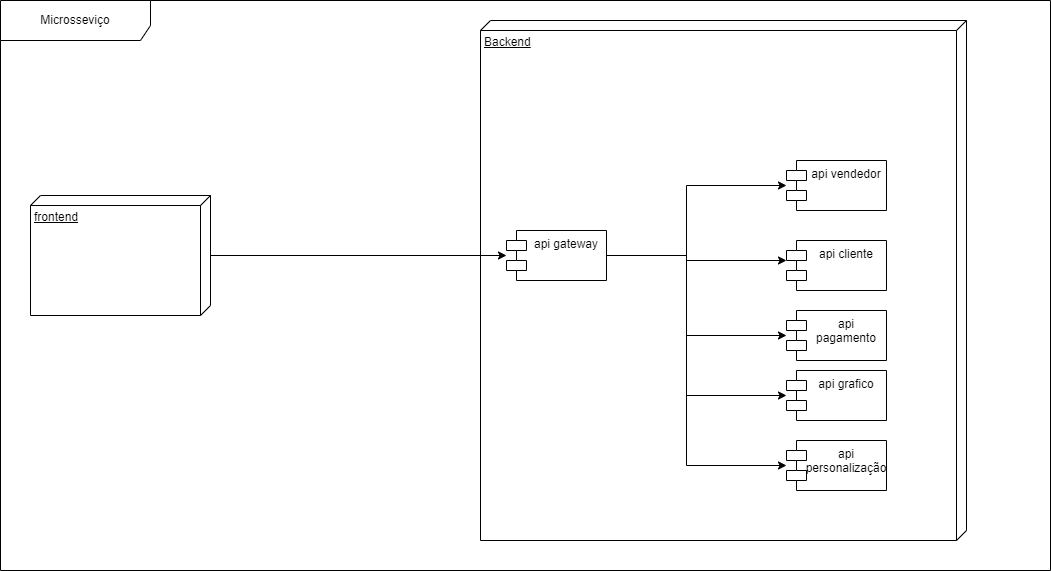 Microsseviço
Backend
frontend
api gateway
api vendedor
api cliente
api
pagamento
api grafico
api
personalização